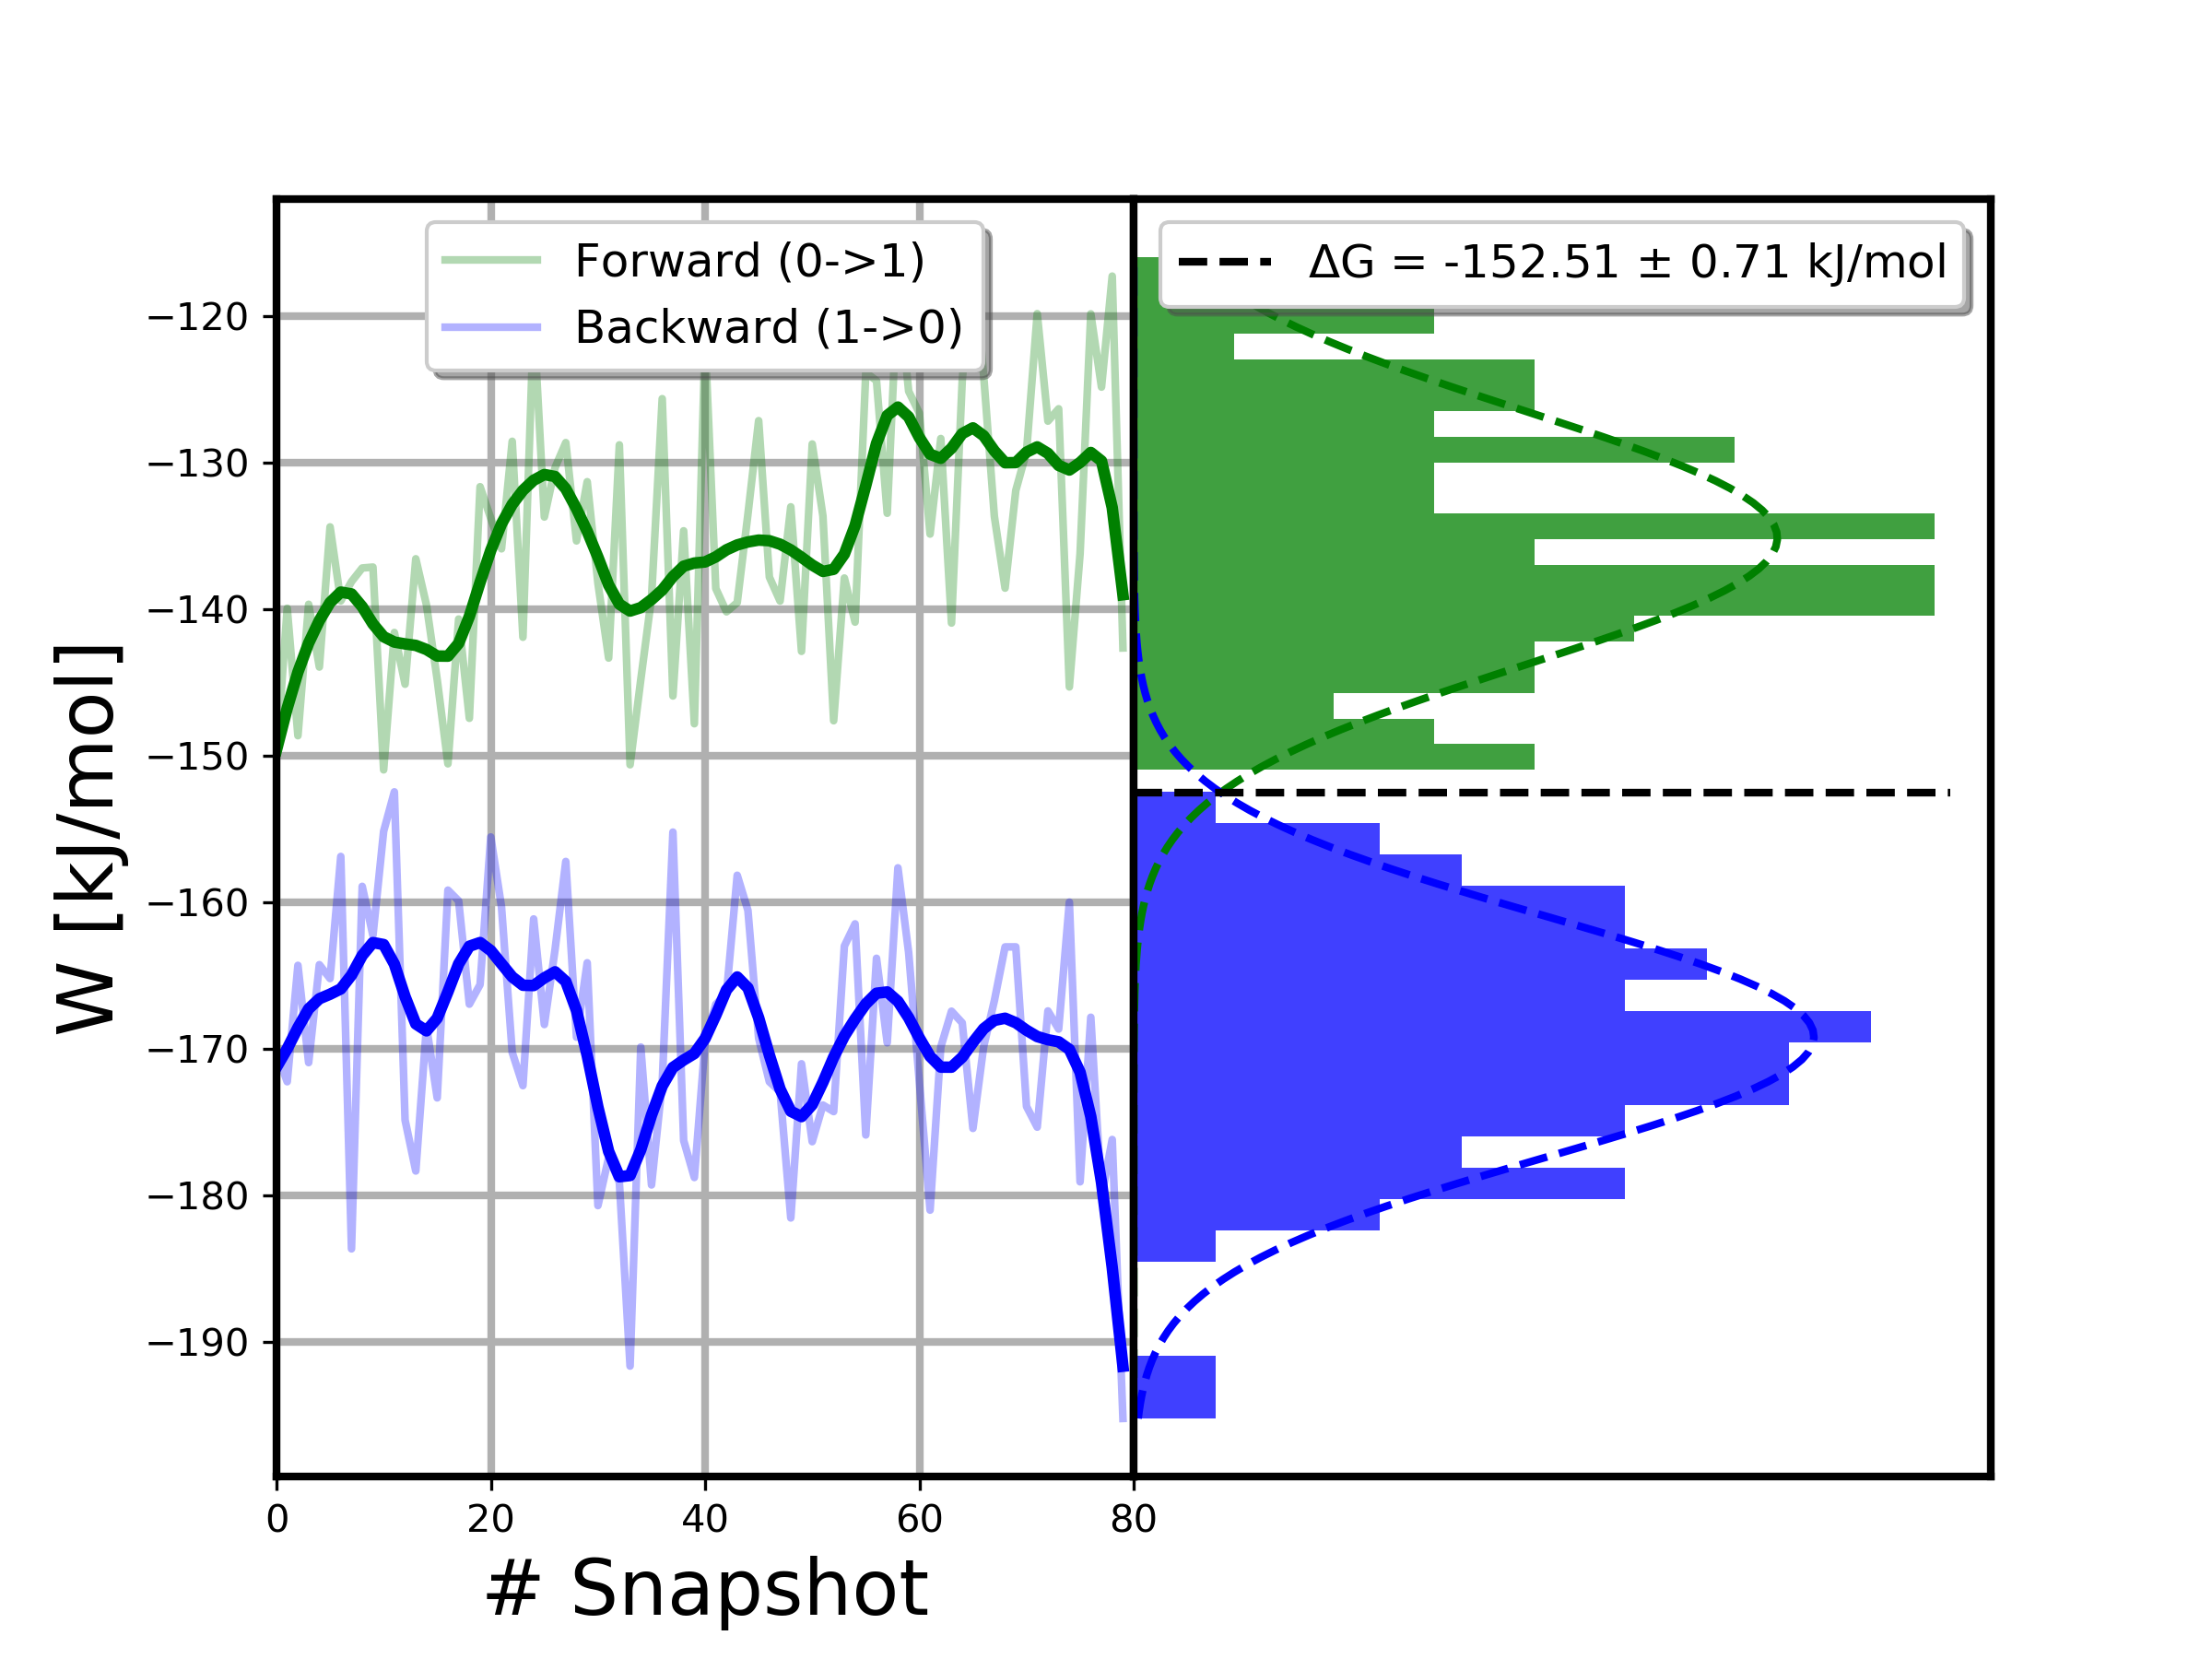 Forward (0->1)
Backward (1->0)
ΔG = -152.51 ± 0.71 kJ/mol
W [kJ/mol]
−120
−130
−140
−150
−160
−170
−180
−190
0 20 40 60 80
# Snapshot